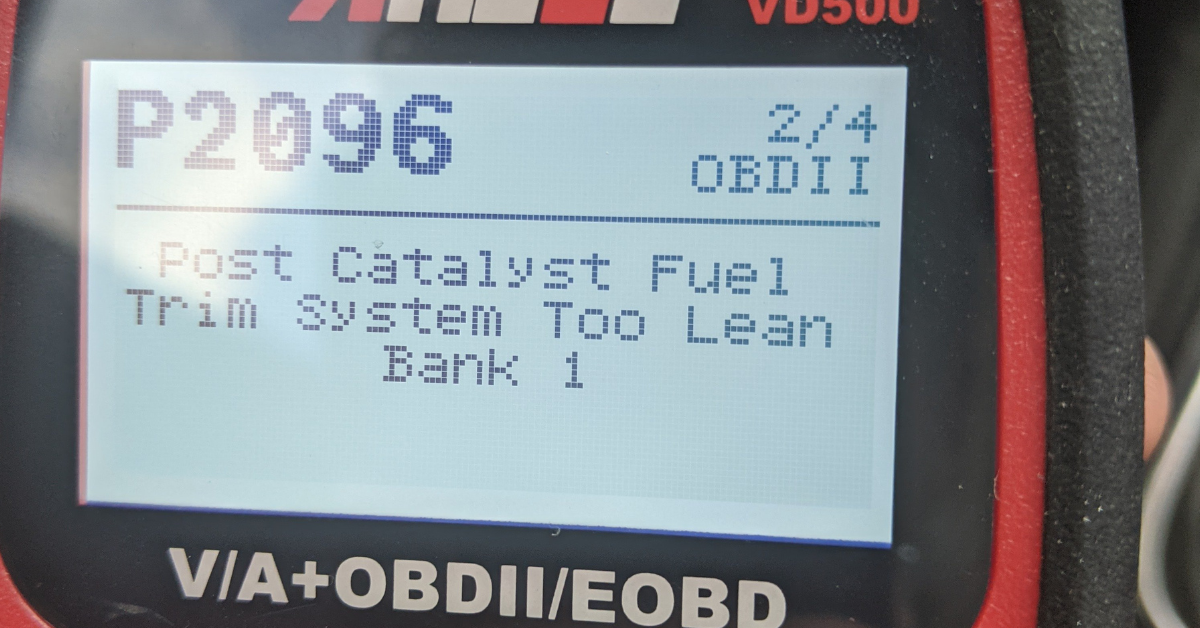 VD500
P2096
2/4
OBDII
Post Catalyst Fuel
Trim System Too Lean
Bank 1
V/A+OBDII/EOBD